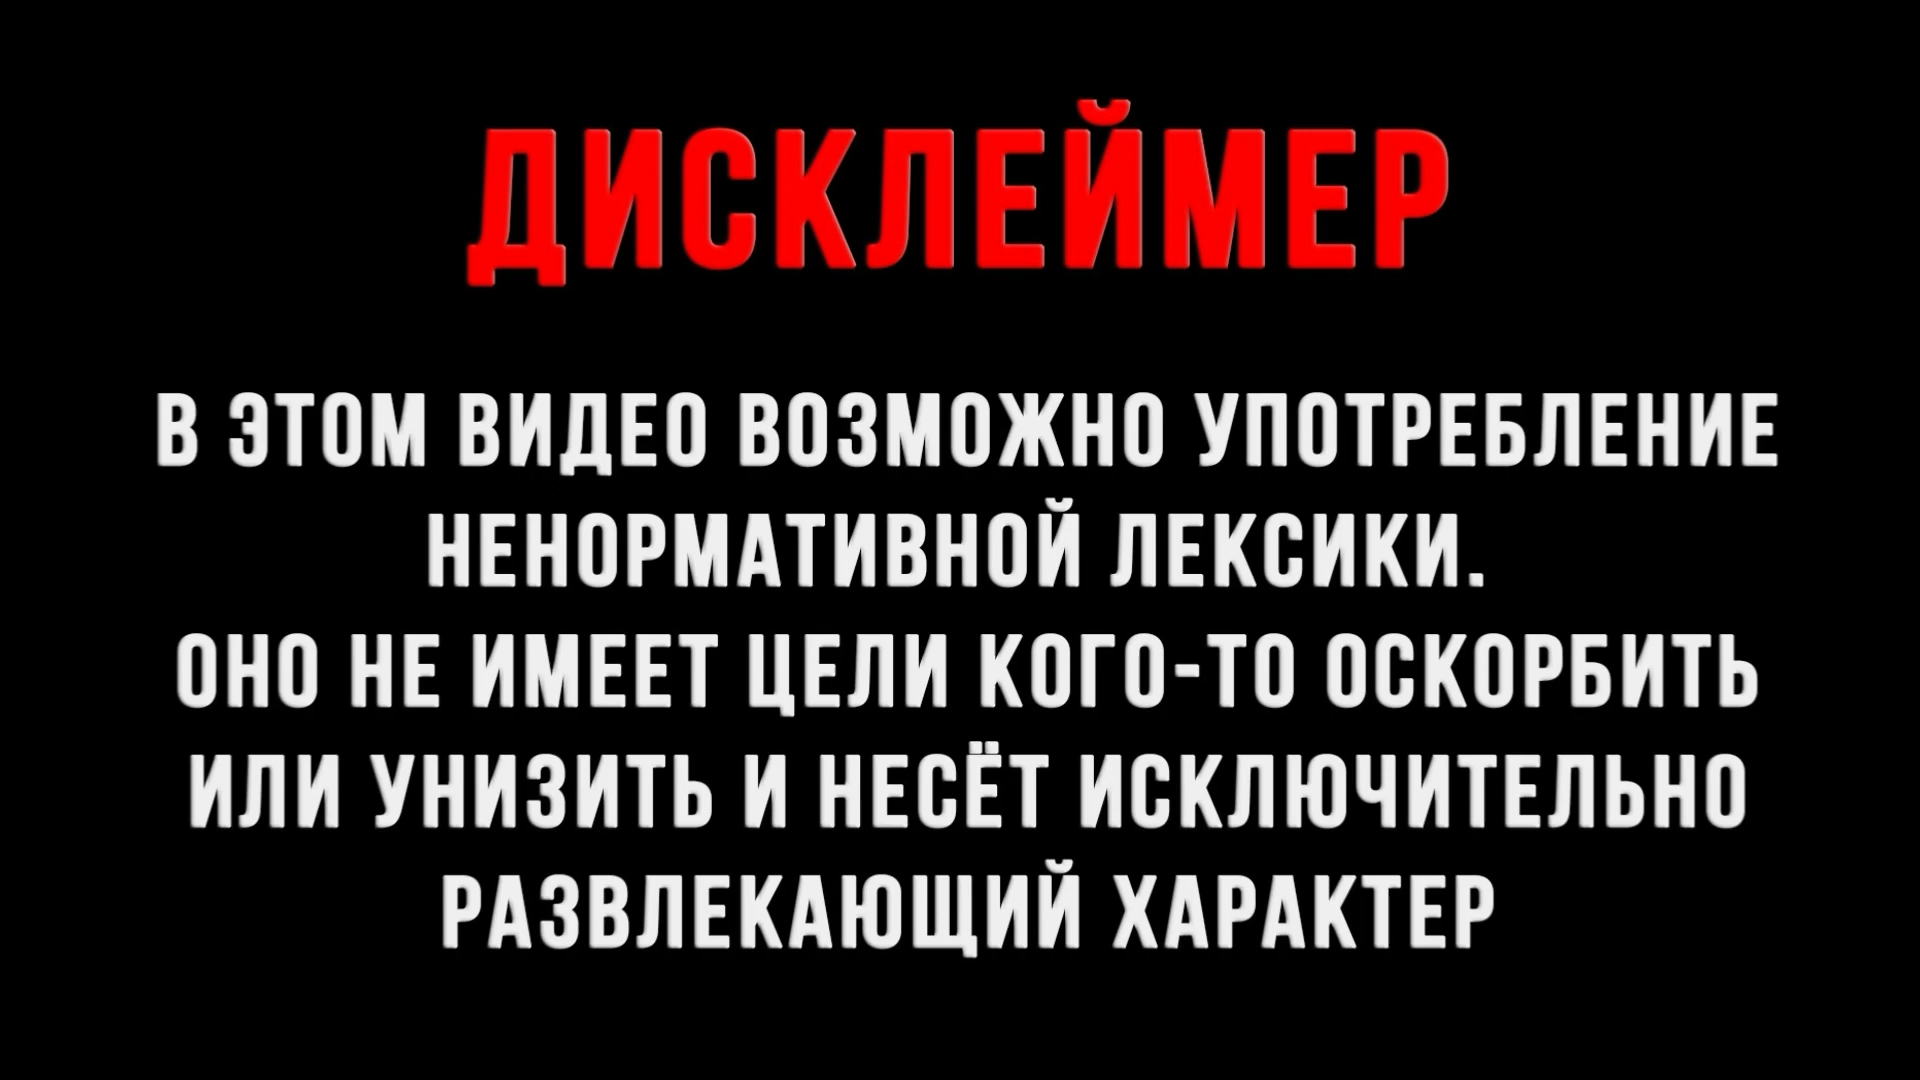 ДИСКЛЕЙМЕР
В ЭТОМ ВИДЕО ВОЗМОЖНО УПОТРЕБЛЕНИЕ
НЕНОРМАТИВНОЙ ЛЕКСИКИ.
ОНО НЕ ИМЕЕТ ЦЕЛИ КОГО-ТО ОСКОРБИТЬ
ИЛИ УНИЗИТЬ И НЕСЁТ ИСКЛЮЧИТЕЛЬНО
РАЗВЛЕКАЮЩИЙ ХАРАКТЕР